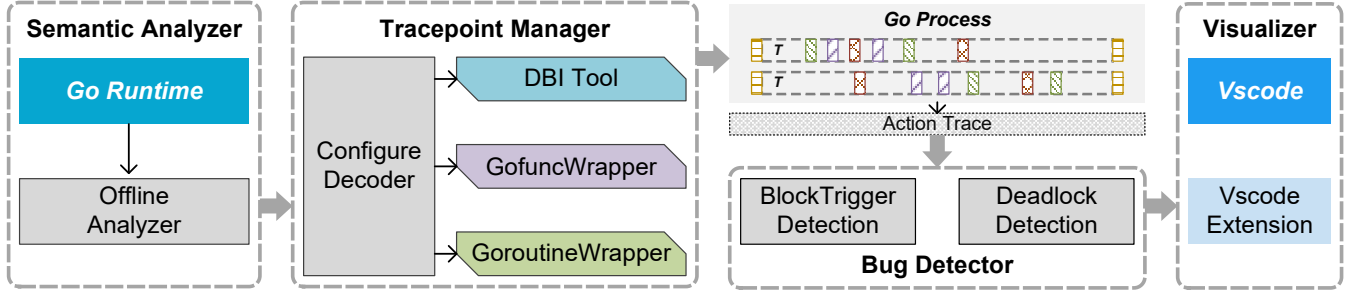 Semantic Analyzer
Go Runtime
Offline
Analyzer
Tracepoint Manager
Configure
Decoder
DBI Tool
GofuncWrapper
GoroutineWrapper
Go Process
T
T
Action Trace
BlockTrigger
Detection
Deadlock
Detection
Bug Detector
Visualizer
Vscode
Vscode
Extension